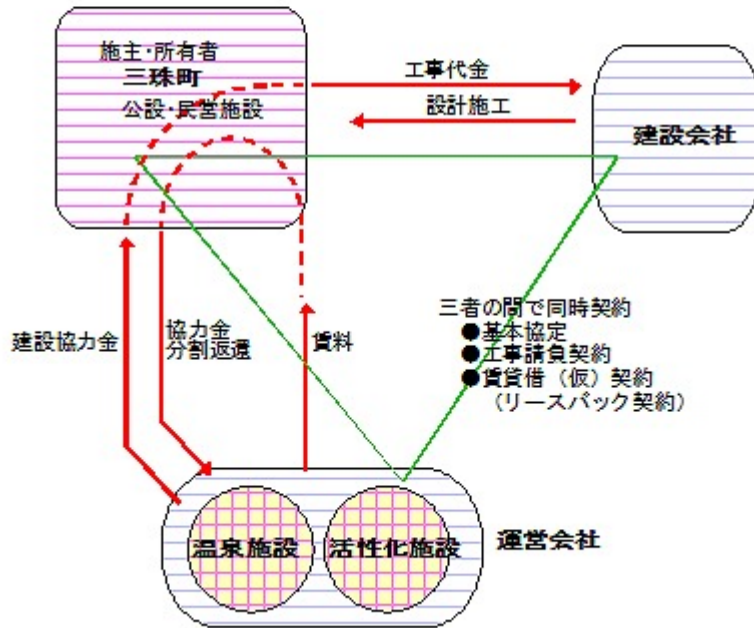 施主・所有者
三珠町
公設・民営施設
工事代金
設計施工
建設会社
建設協力金
協力金
分割返還
賃料
三者の間で同時契約
●基本協定
●工事請負契約
●賃貸借（仮）契約
（リースバック契約）
温泉施設
活性化施設
運営会社